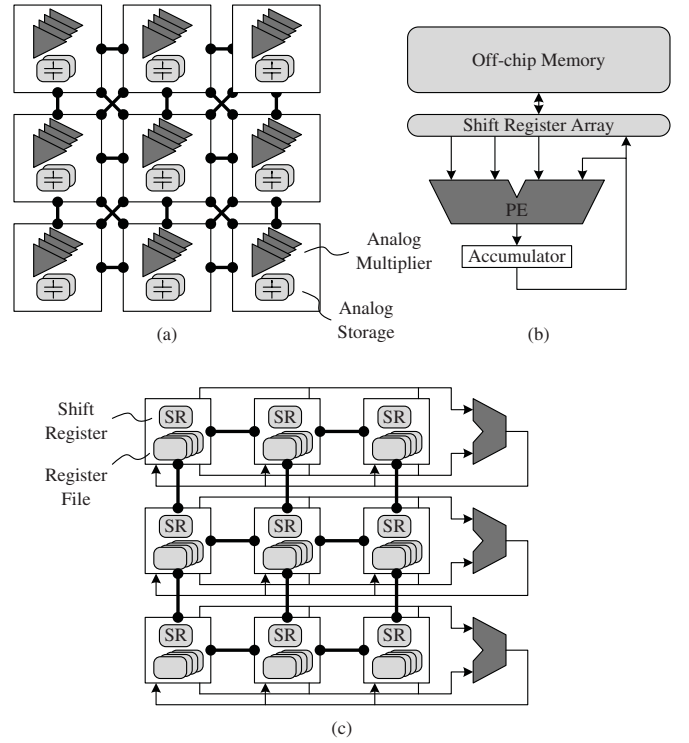 Off-chip Memory
Shift Register Array
PE
Accumulator
Analog
Multiplier
Analog
Storage
(a)
(b)
Shift
Register
Register
File
SR
SR
SR
SR
SR
SR
SR
SR
SR
(c)